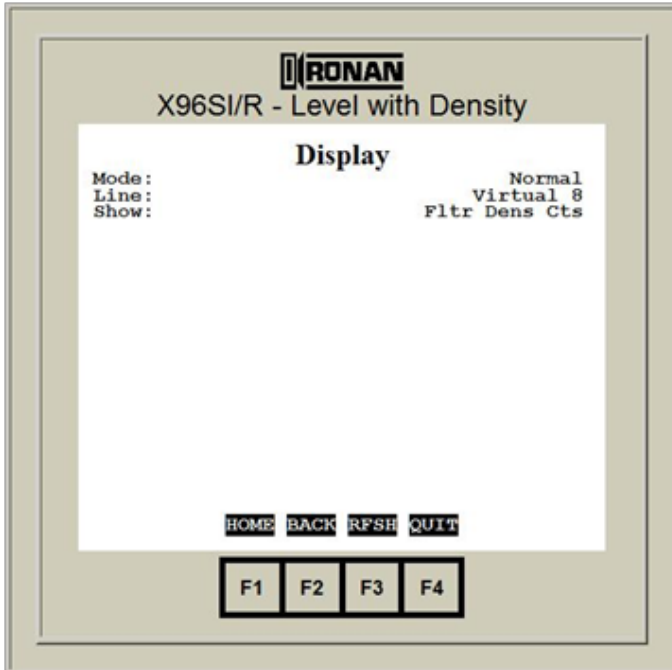 RONAN
X96SI/R - Level with Density
Display
Mode: Normal
Line: Virtual 8
Show: Fltr Dens Cts
HOME BACK RFSH QUIT
F1 F2 F3 F4